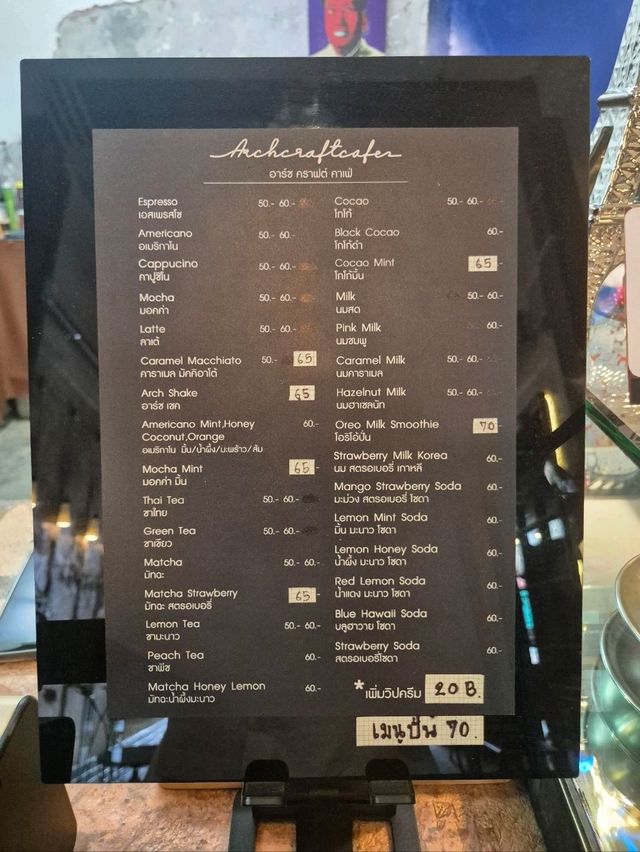 Archcraftcafer
อาร์ช คราฟต์ คาเฟ่
Espresso 50.- 60.-
เอสเพรสโซ
Americano 50.- 60.-
อเมริกาโน
Cappucino 50.- 60.-
คาปูชิโน
Mocha 50.- 60.-
มอคค่า
Latte 50.- 60.-
ลาเต้
Caramel Macchiato 50.- 65
คาราเมล มัคคิอาโต้
Arch Shake 65
อาร์ช เชค
Americano Mint,Honey 60.-
Coconut,Orange
อเมริกาโน มิ้น/น้ำผึ้ง/มะพร้าว/ส้ม
Mocha Mint 65
มอคค่า มิ้น
Thai Tea 50.- 60.-
ชาไทย
Green Tea 50.- 60.-
ชาเขียว
Matcha 50.- 60.-
มัทฉะ
Matcha Strawberry 65
มัทฉะ สตรอเบอรี่
Lemon Tea 50.- 60.-
ชามะนาว
Peach Tea 60.-
ชาพีช
Matcha Honey Lemon 60.-
มัทฉะน้ำผึ้งมะนาว
Cocao 50.- 60.-
โกโก้
Black Cocao 60.-
โกโก้ดำ
Cocao Mint 65
โกโก้มิ้น
Milk 50.- 60.-
นมสด
Pink Milk 60.-
นมชมพู
Caramel Milk 50.- 60.-
นมคาราเมล
Hazelnut Milk 50.- 60.-
นมฮาเซลนัท
Oreo Milk Smoothie 70
โอริโอ้ปั่น
Strawberry Milk Korea 60.-
นม สตรอเบอรี่ เกาหลี
Mango Strawberry Soda 60.-
มะม่วง สตรอเบอรี่ โซดา
Lemon Mint Soda 60.-
มิ้น มะนาว โซดา
Lemon Honey Soda 60.-
น้ำผึ้ง มะนาว โซดา
Red Lemon Soda 60.-
น้ำแดง มะนาว โซดา
Blue Hawaii Soda 60.-
บลูฮาวาย โซดา
Strawberry Soda 60.-
สตรอเบอรี่โซดา
*เพิ่มวิปครีม 20 B.
เมนูปั่น 70.